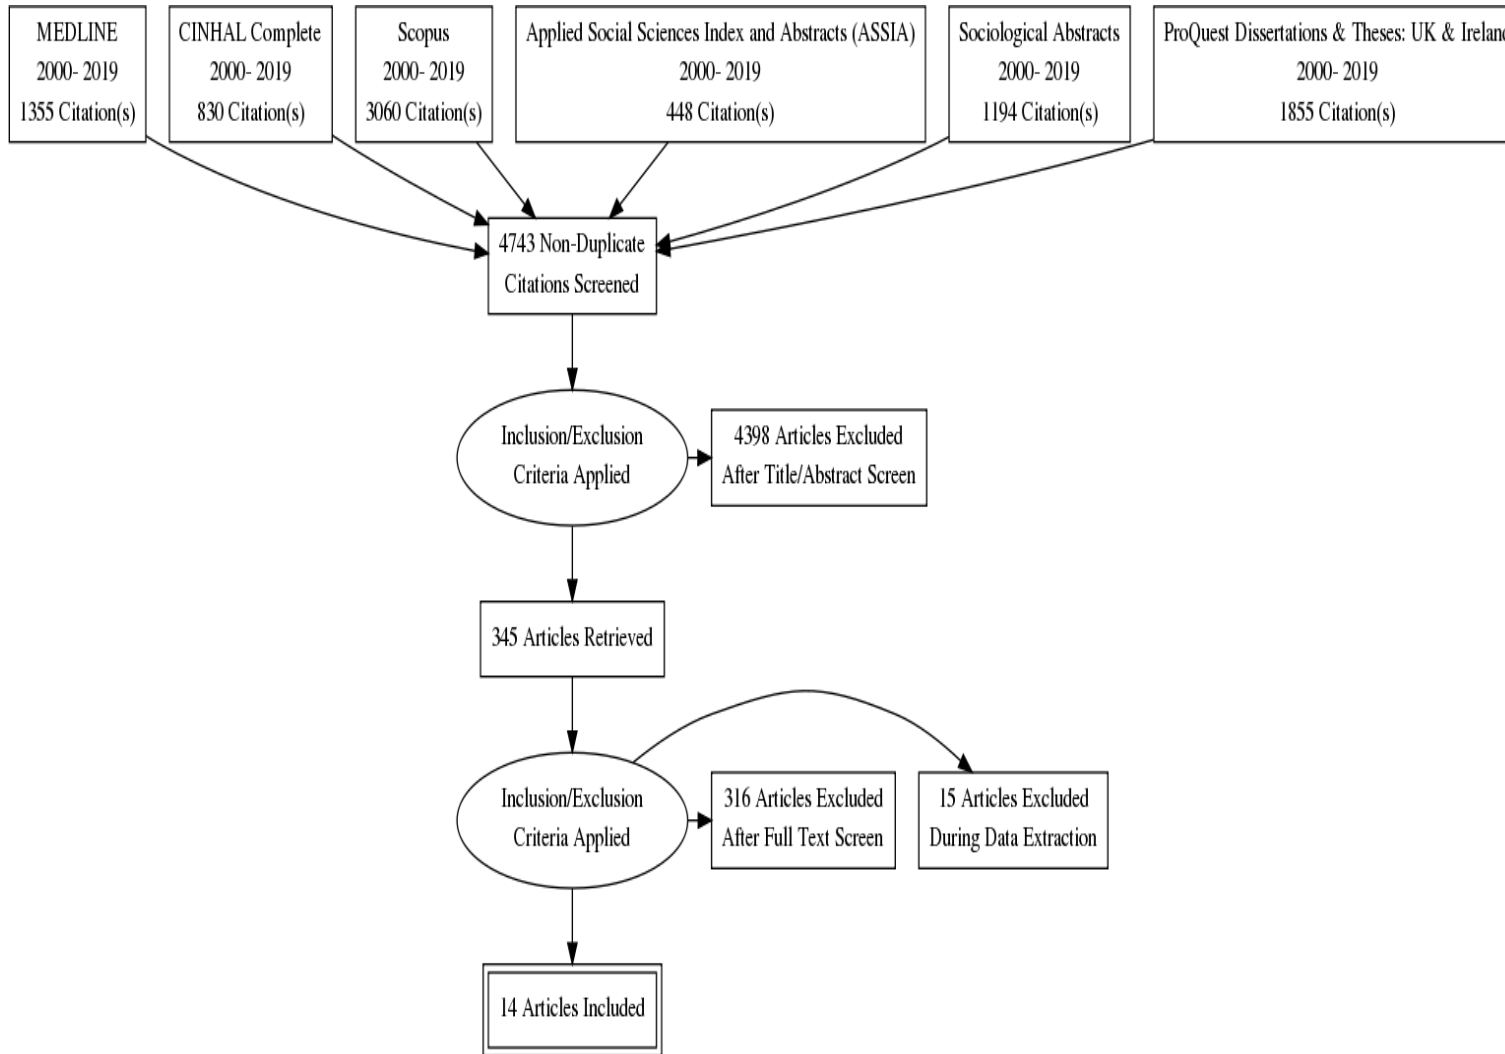 MEDLINE
2000- 2019
1355 Citation(s)
CINHAL Complete
2000- 2019
830 Citation(s)
Scopus
2000- 2019
3060 Citation(s)
Applied Social Sciences Index and Abstracts (ASSIA)
2000- 2019
448 Citation(s)
Sociological Abstracts
2000- 2019
1194 Citation(s)
ProQuest Dissertations & Theses: UK & Ireland
2000- 2019
1855 Citation(s)
4743 Non-Duplicate
Citations Screened
Inclusion/Exclusion
Criteria Applied
4398 Articles Excluded
After Title/Abstract Screen
345 Articles Retrieved
Inclusion/Exclusion
Criteria Applied
316 Articles Excluded
After Full Text Screen
15 Articles Excluded
During Data Extraction
14 Articles Included